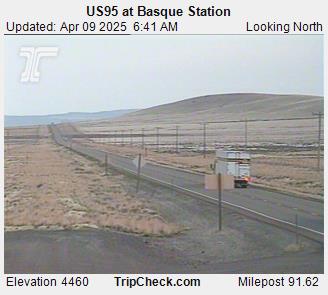 US95 at Basque Station
Updated: Apr 09 2025 6:41 AM Looking North
Elevation 4460 TripCheck.com Milepost 91.62